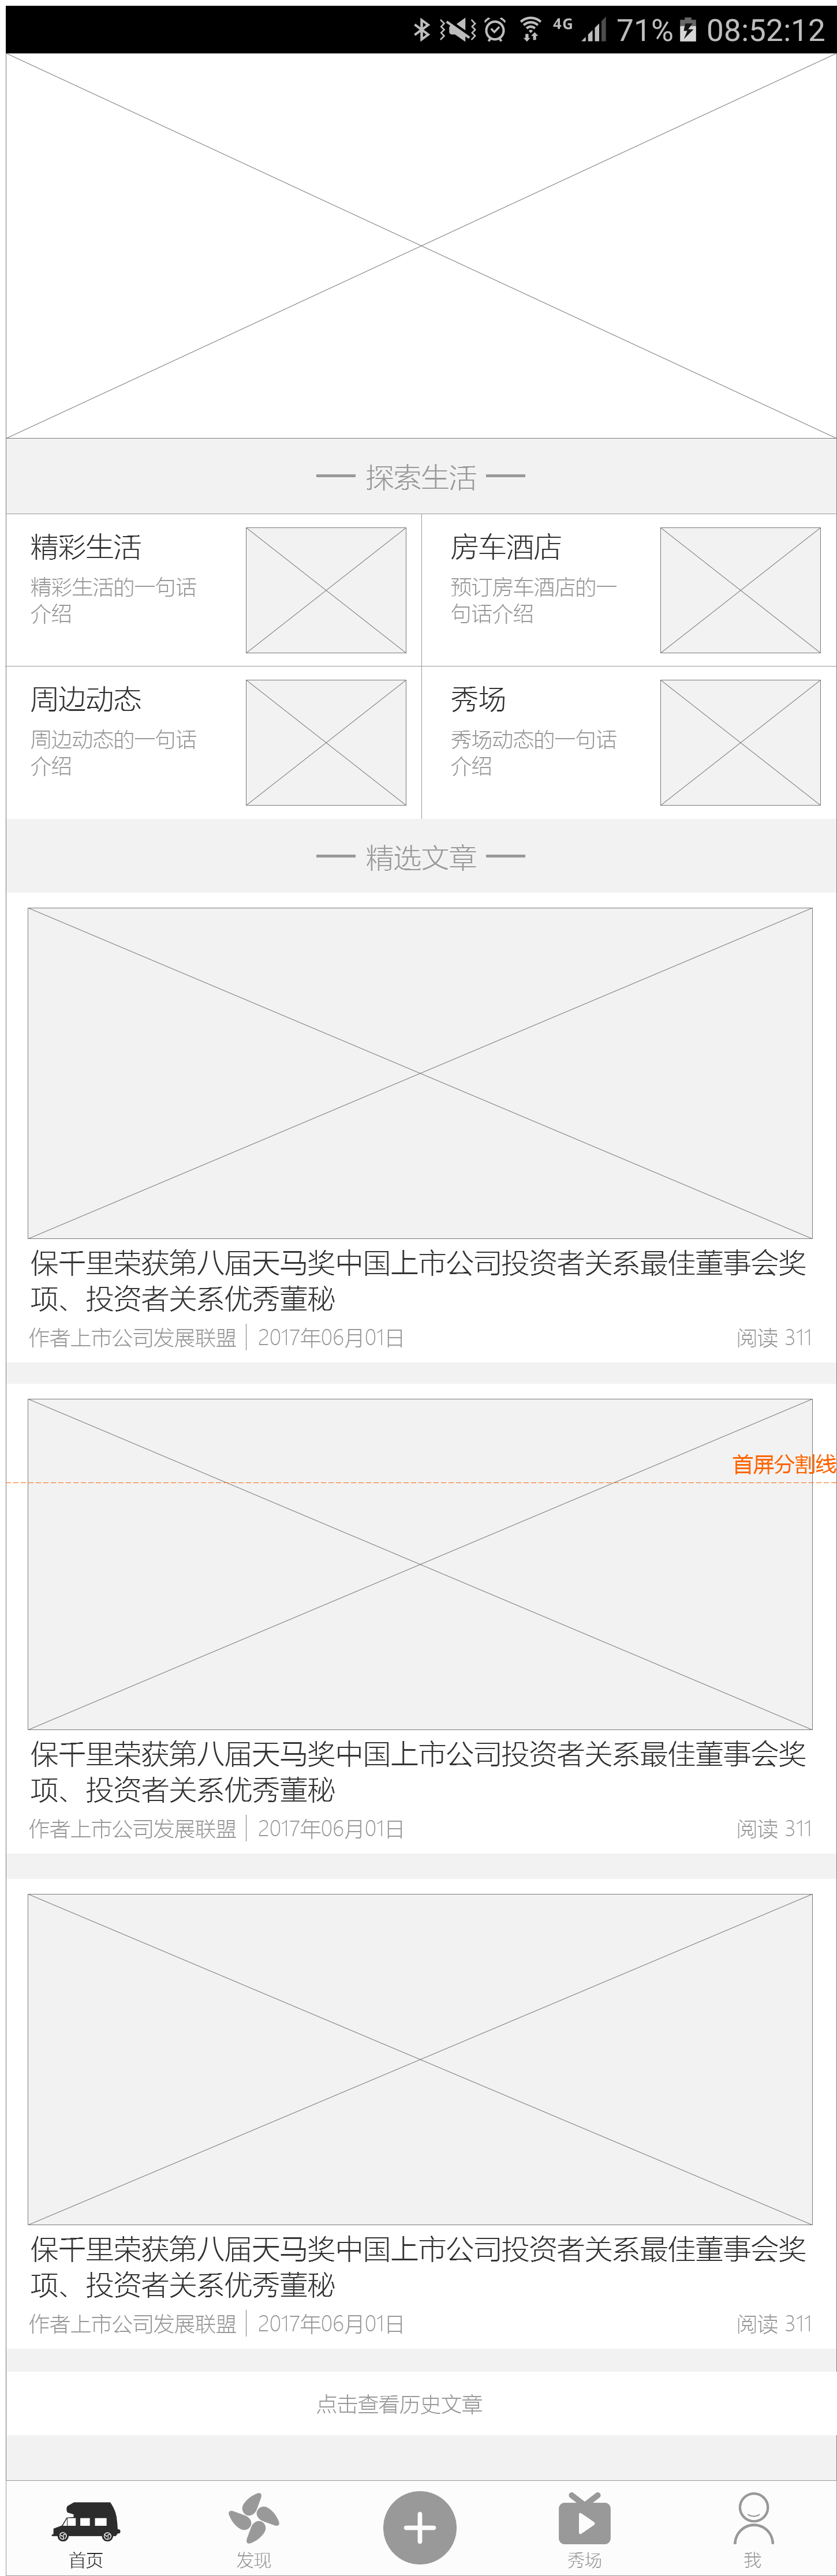 4G 71% 08:52:12
探索生活
精彩生活
精彩生活的一句话
介绍
房车酒店
预订房车酒店的一
句话介绍
周边动态
周边动态的一句话
介绍
秀场
秀场动态的一句话
介绍
精选文章
保千里荣获第八届天马奖中国上市公司投资者关系最佳董事会奖
项、投资者关系优秀董秘
作者上市公司发展联盟 2017年06月01日 阅读 311
首屏分割线
保千里荣获第八届天马奖中国上市公司投资者关系最佳董事会奖
项、投资者关系优秀董秘
作者上市公司发展联盟 2017年06月01日 阅读 311
保千里荣获第八届天马奖中国上市公司投资者关系最佳董事会奖
项、投资者关系优秀董秘
作者上市公司发展联盟 2017年06月01日 阅读 311
点击查看历史文章
首页 发现 秀场 我